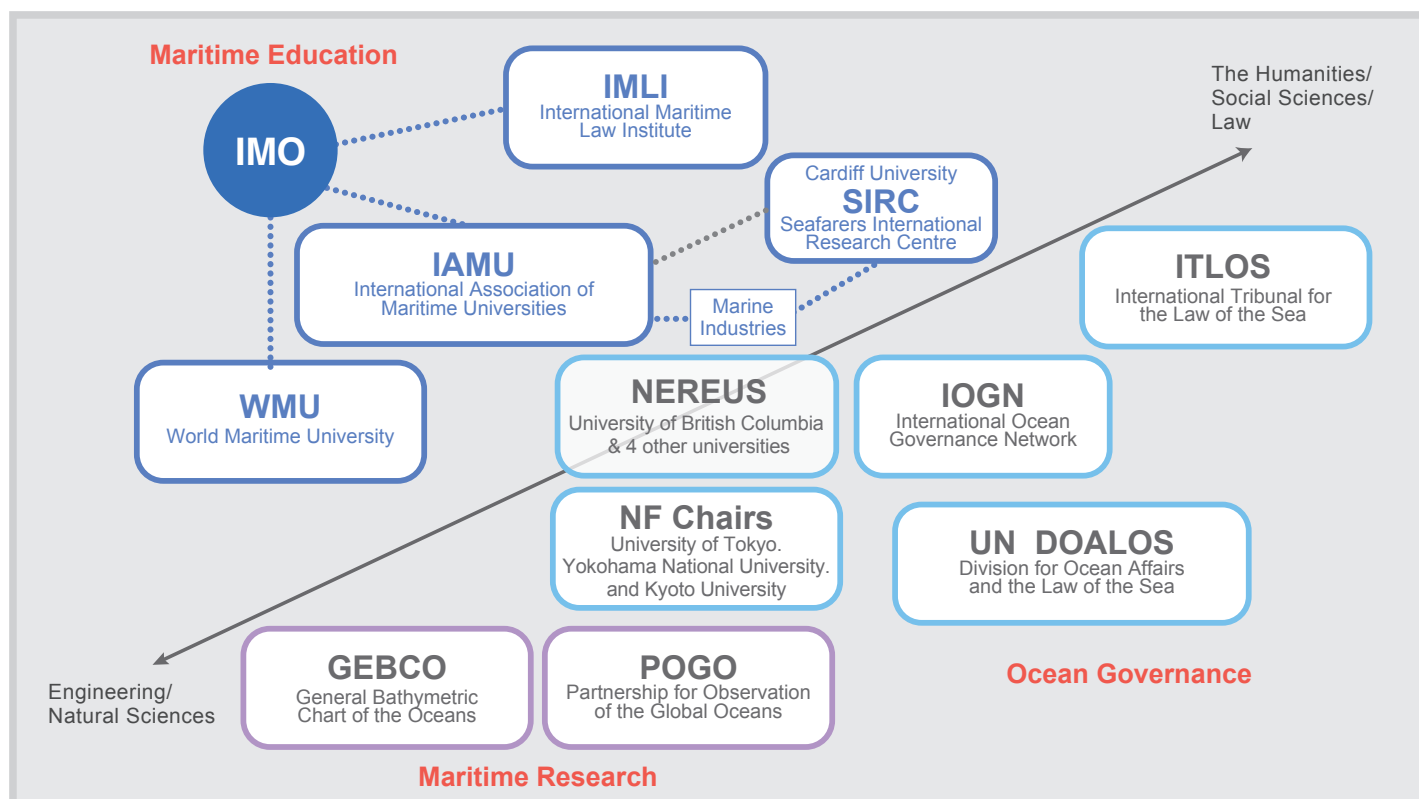 Maritime Education
IMO
IMLI
International Maritime
Law Institute
The Humanities/
Social Sciences/
Law
Cardiff University
SIRC
Seafarers International
Research Centre
IAMU
International Association of
Maritime Universities
Marine
Industries
ITLOS
International Tribunal for
the Law of the Sea
WMU
World Maritime University
NEREUS
University of British Columbia
& 4 other universities
IOGN
International Ocean
Governance Network
NF Chairs
University of Tokyo.
Yokohama National University.
and Kyoto University
UN DOALOS
Division for Ocean Affairs
and the Law of the Sea
Engineering/
Natural Sciences
GEBCO
General Bathymetric
Chart of the Oceans
POGO
Partnership for Observation
of the Global Oceans
Ocean Governance
Maritime Research